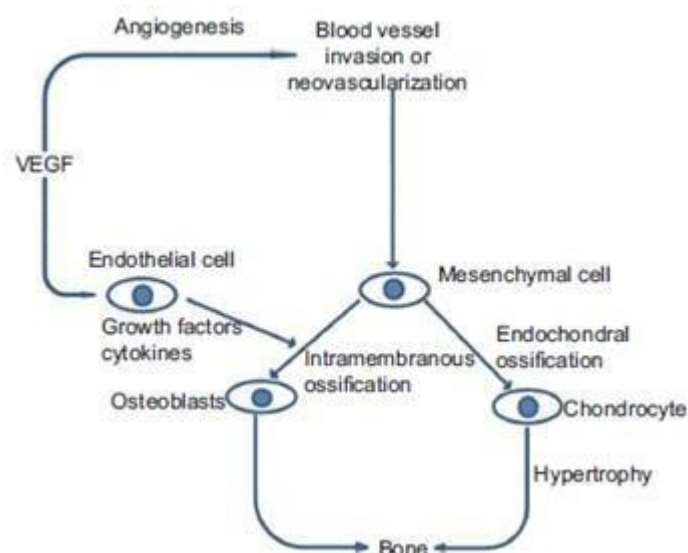 Angiogenesis
Blood vessel
invasion or
neovascularization
VEGF
Endothelial cell
Mesenchymal cell
Growth factors
cytokines
Intramembranous
ossification
Endochondral
ossification
Osteoblasts
Chondrocyte
Hypertrophy
Bone